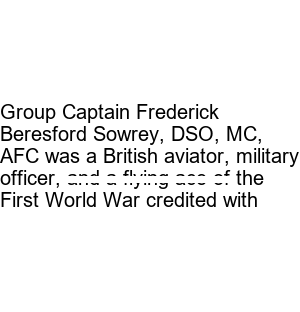 Group Captain Frederick
Beresford Sowrey, DSO, MC,
AFC was a British aviator, military
officer, and a flying ace of the
First World War credited with